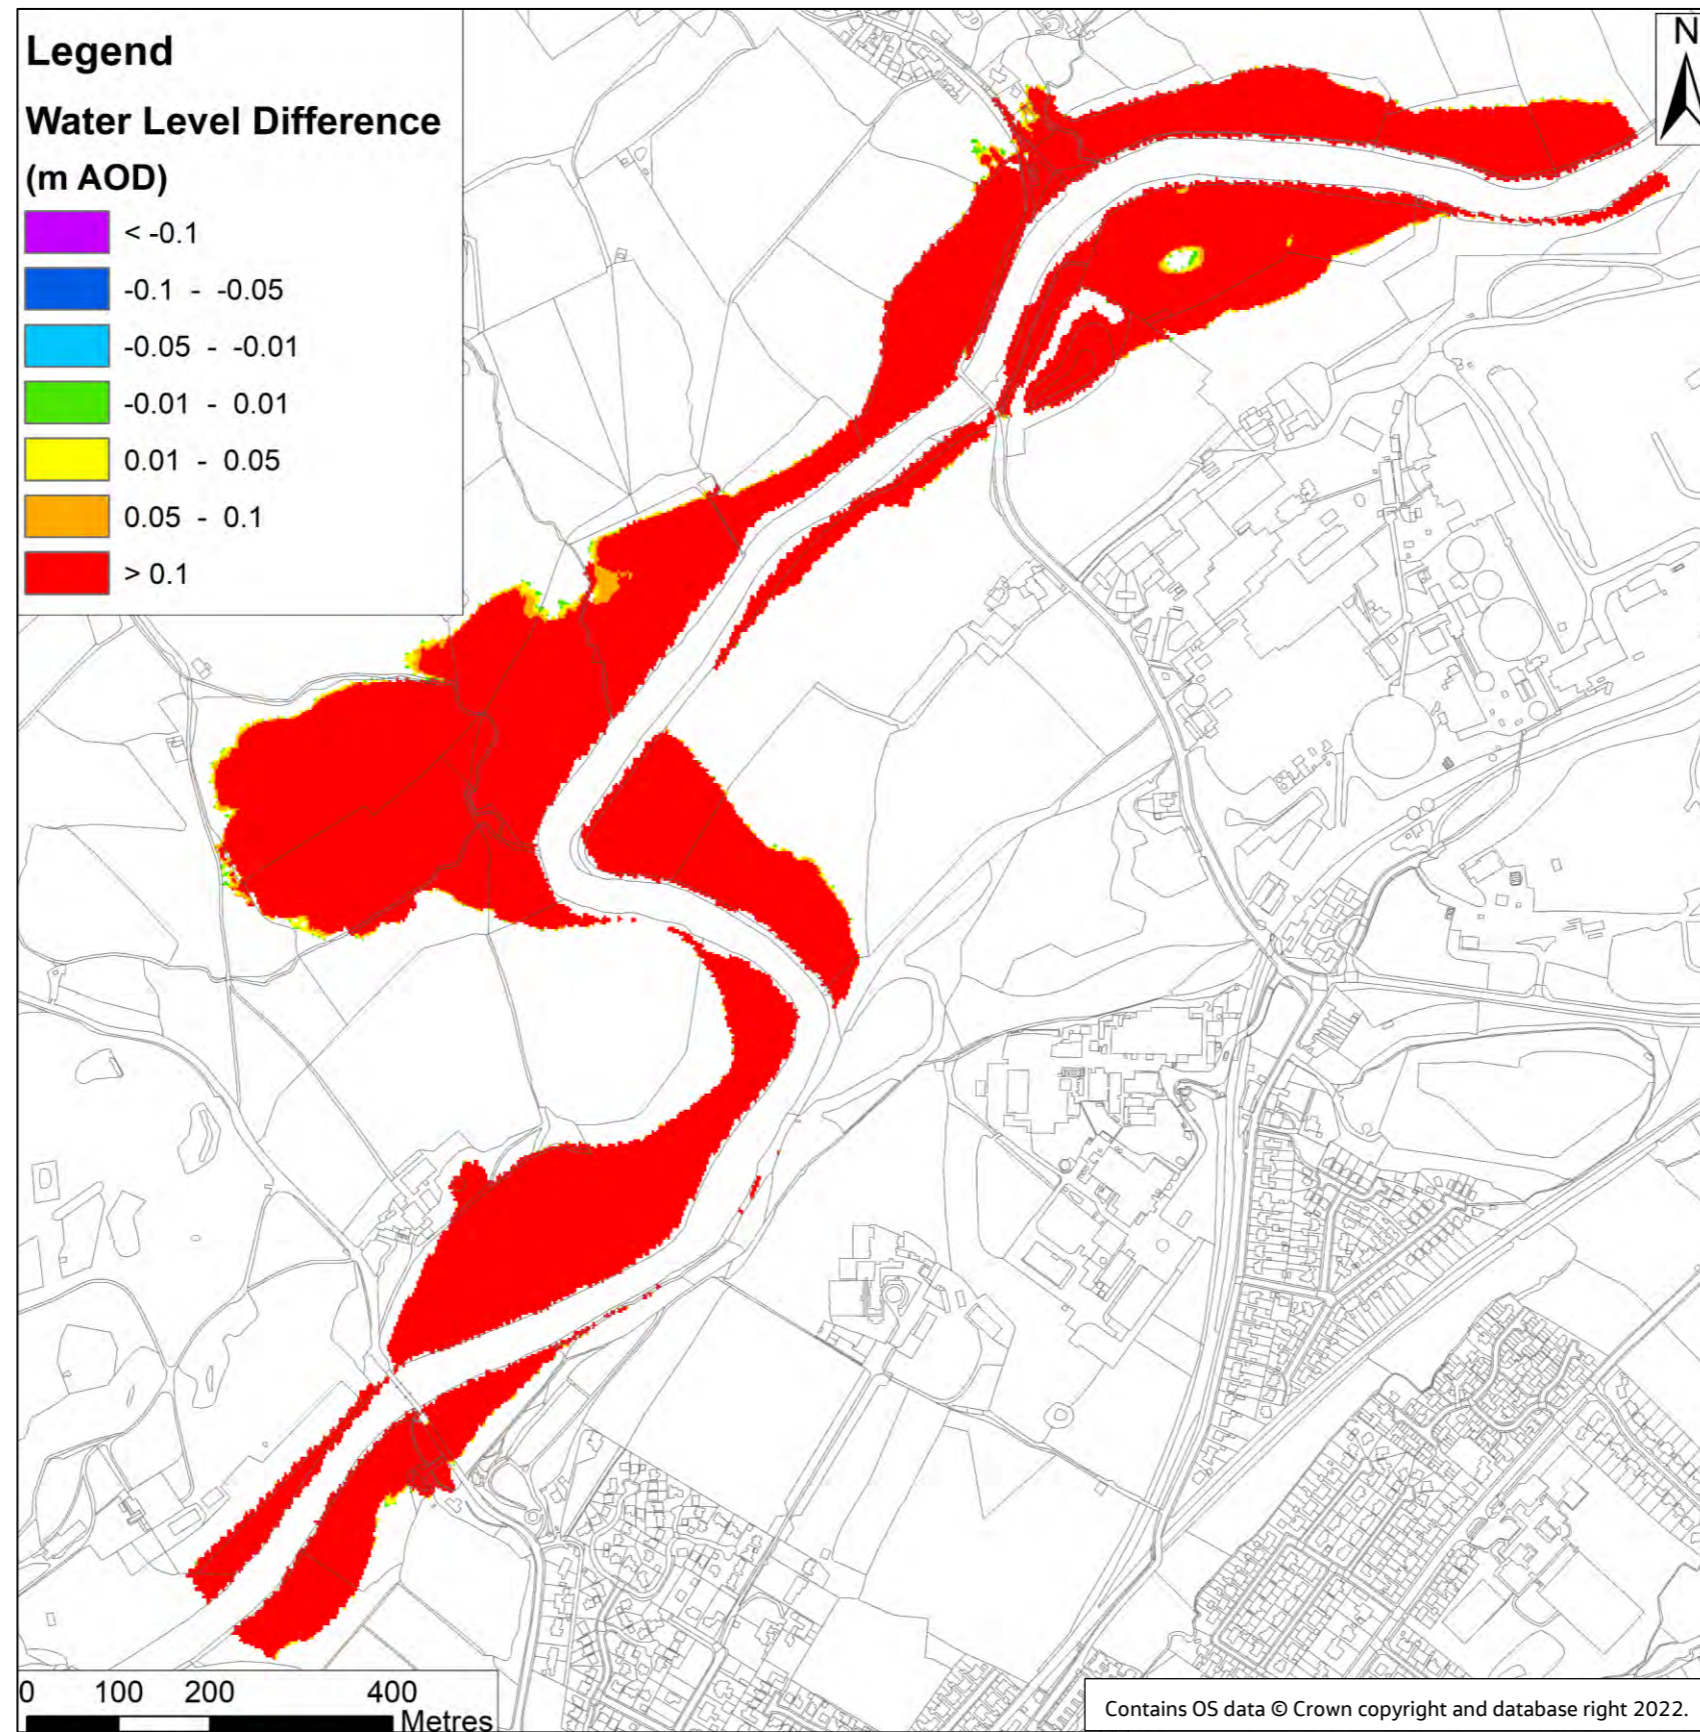 Legend
Water Level Difference
(m AOD)
< -0.1
-0.1 - -0.05
-0.05 - -0.01
-0.01 - 0.01
0.01 - 0.05
0.05 - 0.1
> 0.1
N
0 100 200 400
Metres
Contains OS data © Crown copyright and database right 2022.